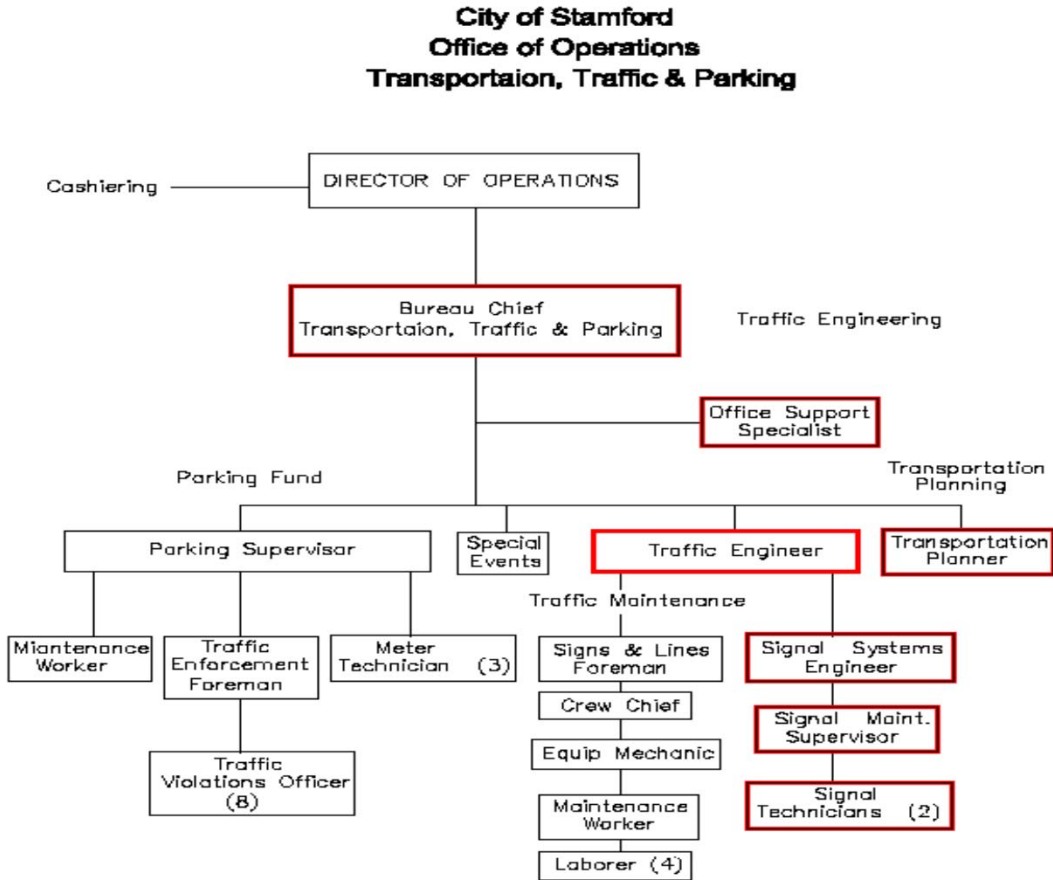 City of Stamford
Office of Operations
Transportaion, Traffic & Parking
Cashiering
DIRECTOR OF OPERATIONS
Bureau Chief
Transportaion, Traffic & Parking
Traffic Engineering
Office Support
Specialist
Parking Fund
Transportation
Planning
Parking Supervisor
Special
Events
Traffic Engineer
Transportation
Planner
Traffic Maintenance
Miantenance
Worker
Traffic
Enforcement
Foreman
Meter
Technician (3)
Signs & Lines
Foreman
Signal Systems
Engineer
Crew Chief
Signal Maint.
Supervisor
Equip Mechanic
Traffic
Violations Officer
(8)
Maintenance
Worker
Signal
Technicians (2)
Laborer (4)